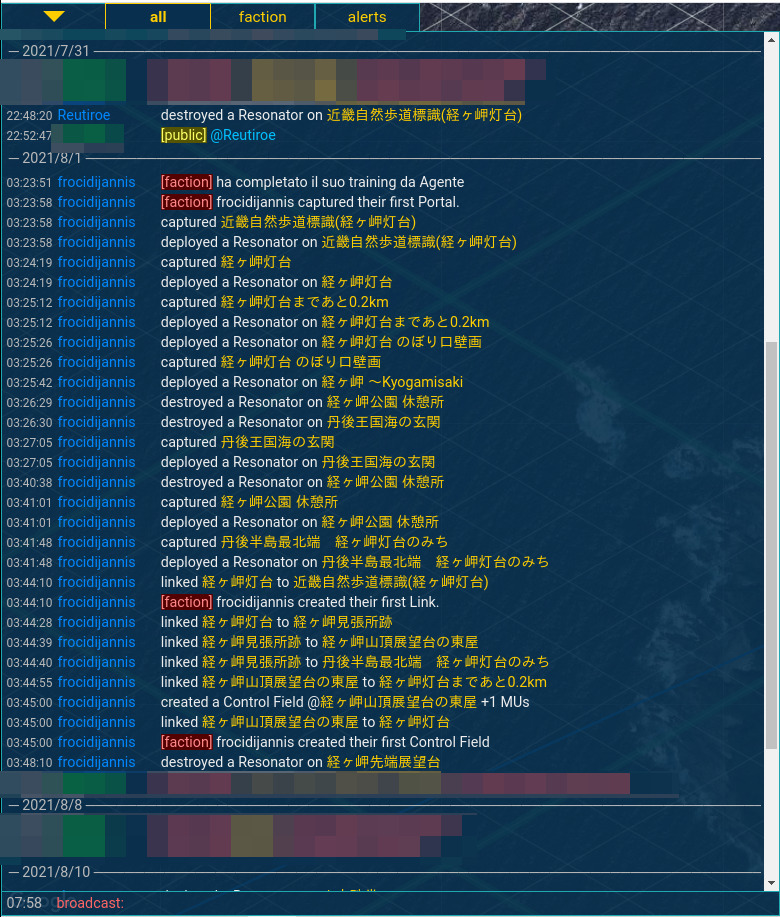 all faction alerts
2021/7/31
22:48:20 Reutiroe destroyed a Resonator on 近畿自然歩道標識(経ヶ岬灯台)
22:52:47 [public] @Reutiroe
2021/8/1
03:23:51 frocidijannis [faction] ha completato il suo training da Agente
03:23:58 frocidijannis [faction] frocidijannis captured their first Portal.
03:23:58 frocidijannis captured 近畿自然歩道標識(経ヶ岬灯台)
03:23:58 frocidijannis deployed a Resonator on 近畿自然歩道標識(経ヶ岬灯台)
03:24:19 frocidijannis captured 経ヶ岬灯台
03:24:19 frocidijannis deployed a Resonator on 経ヶ岬灯台
03:25:12 frocidijannis captured 経ヶ岬灯台まであと0.2km
03:25:12 frocidijannis deployed a Resonator on 経ヶ岬灯台まであと0.2km
03:25:26 frocidijannis deployed a Resonator on 経ヶ岬灯台 のぼり口壁画
03:25:26 frocidijannis captured 経ヶ岬灯台 のぼり口壁画
03:25:42 frocidijannis deployed a Resonator on 経ヶ岬 〜Kyogamisaki
03:26:29 frocidijannis destroyed a Resonator on 経ヶ岬公園 休憩所
03:26:30 frocidijannis destroyed a Resonator on 丹後王国海の玄関
03:27:05 frocidijannis captured 丹後王国海の玄関
03:27:05 frocidijannis deployed a Resonator on 丹後王国海の玄関
03:40:38 frocidijannis destroyed a Resonator on 経ヶ岬公園 休憩所
03:41:01 frocidijannis captured 経ヶ岬公園 休憩所
03:41:01 frocidijannis deployed a Resonator on 経ヶ岬公園 休憩所
03:41:48 frocidijannis captured 丹後半島最北端　経ヶ岬灯台のみち
03:41:48 frocidijannis deployed a Resonator on 丹後半島最北端　経ヶ岬灯台のみち
03:44:10 frocidijannis linked 経ヶ岬灯台 to 近畿自然歩道標識(経ヶ岬灯台)
03:44:10 frocidijannis [faction] frocidijannis created their first Link.
03:44:28 frocidijannis linked 経ヶ岬灯台 to 経ヶ岬見張所跡
03:44:39 frocidijannis linked 経ヶ岬見張所跡 to 経ヶ岬山頂展望台の東屋
03:44:40 frocidijannis linked 経ヶ岬見張所跡 to 丹後半島最北端　経ヶ岬灯台のみち
03:44:55 frocidijannis linked 経ヶ岬山頂展望台の東屋 to 経ヶ岬灯台まであと0.2km
03:45:00 frocidijannis created a Control Field @経ヶ岬山頂展望台の東屋 +1 MUs
03:45:00 frocidijannis linked 経ヶ岬山頂展望台の東屋 to 経ヶ岬灯台
03:45:00 frocidijannis [faction] frocidijannis created their first Control Field
03:48:10 frocidijannis destroyed a Resonator on 経ヶ岬先端展望台
2021/8/8
2021/8/10
07:58 broadcast: